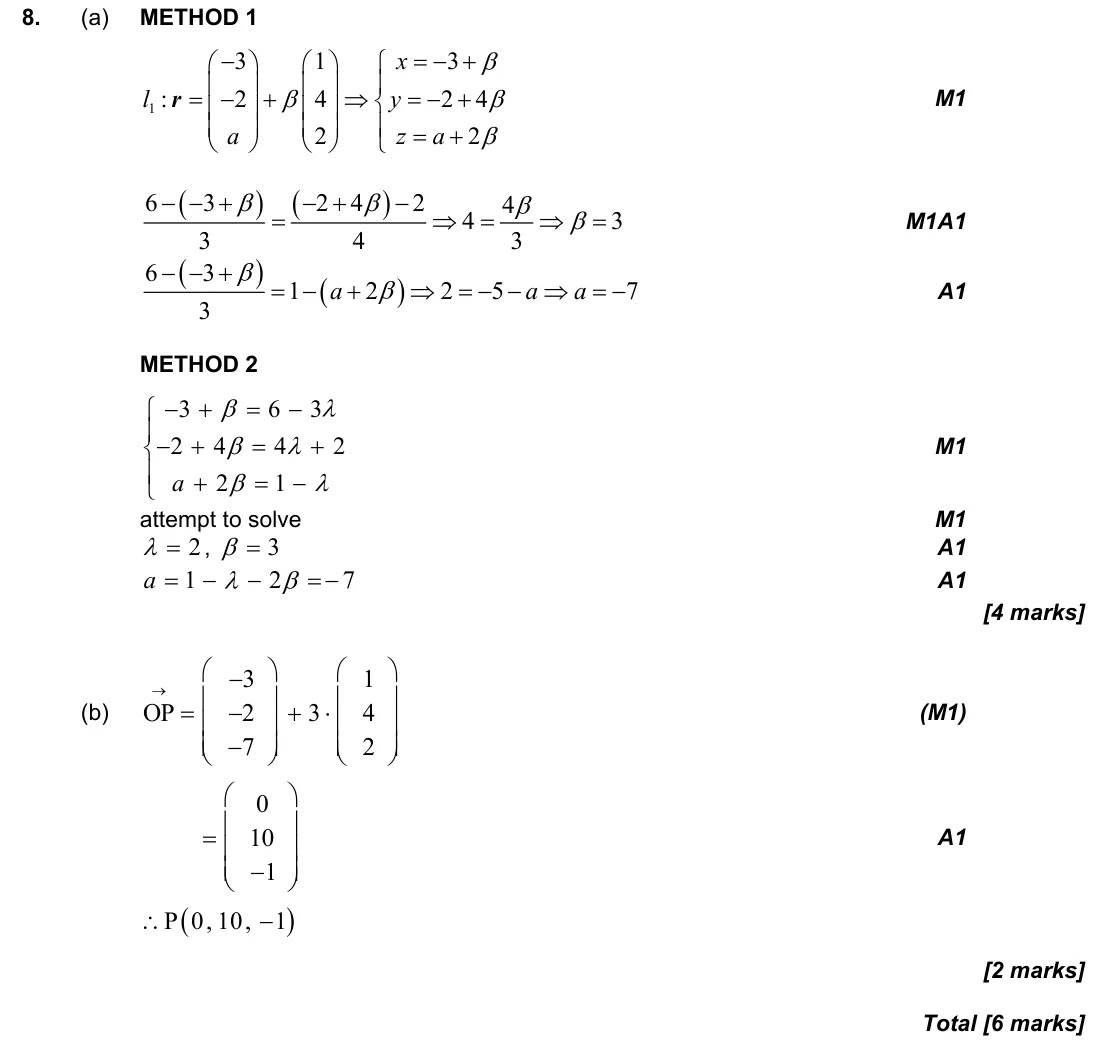 8. (a) METHOD 1
l₁ : r = (−3, −2, a) + β(1, 4, 2) ⇒ { x = −3 + β, y = −2 + 4β, z = a + 2β M1
(6 − (−3 + β))/3 = ((−2 + 4β) − 2)/4 ⇒ 4 = 4β/3 ⇒ β = 3 M1A1
(6 − (−3 + β))/3 = 1 − (a + 2β) ⇒ 2 = −5 − a ⇒ a = −7 A1
METHOD 2
−3 + β = 6 − 3λ
{ −2 + 4β = 4λ + 2 M1
a + 2β = 1 − λ
attempt to solve M1
λ = 2, β = 3 A1
a = 1 − λ − 2β = −7 A1
[4 marks]
(b) →OP = (−3, −2, −7) + 3 · (1, 4, 2) (M1)
= (0, 10, −1) A1
∴ P(0, 10, −1)
[2 marks]
Total [6 marks]